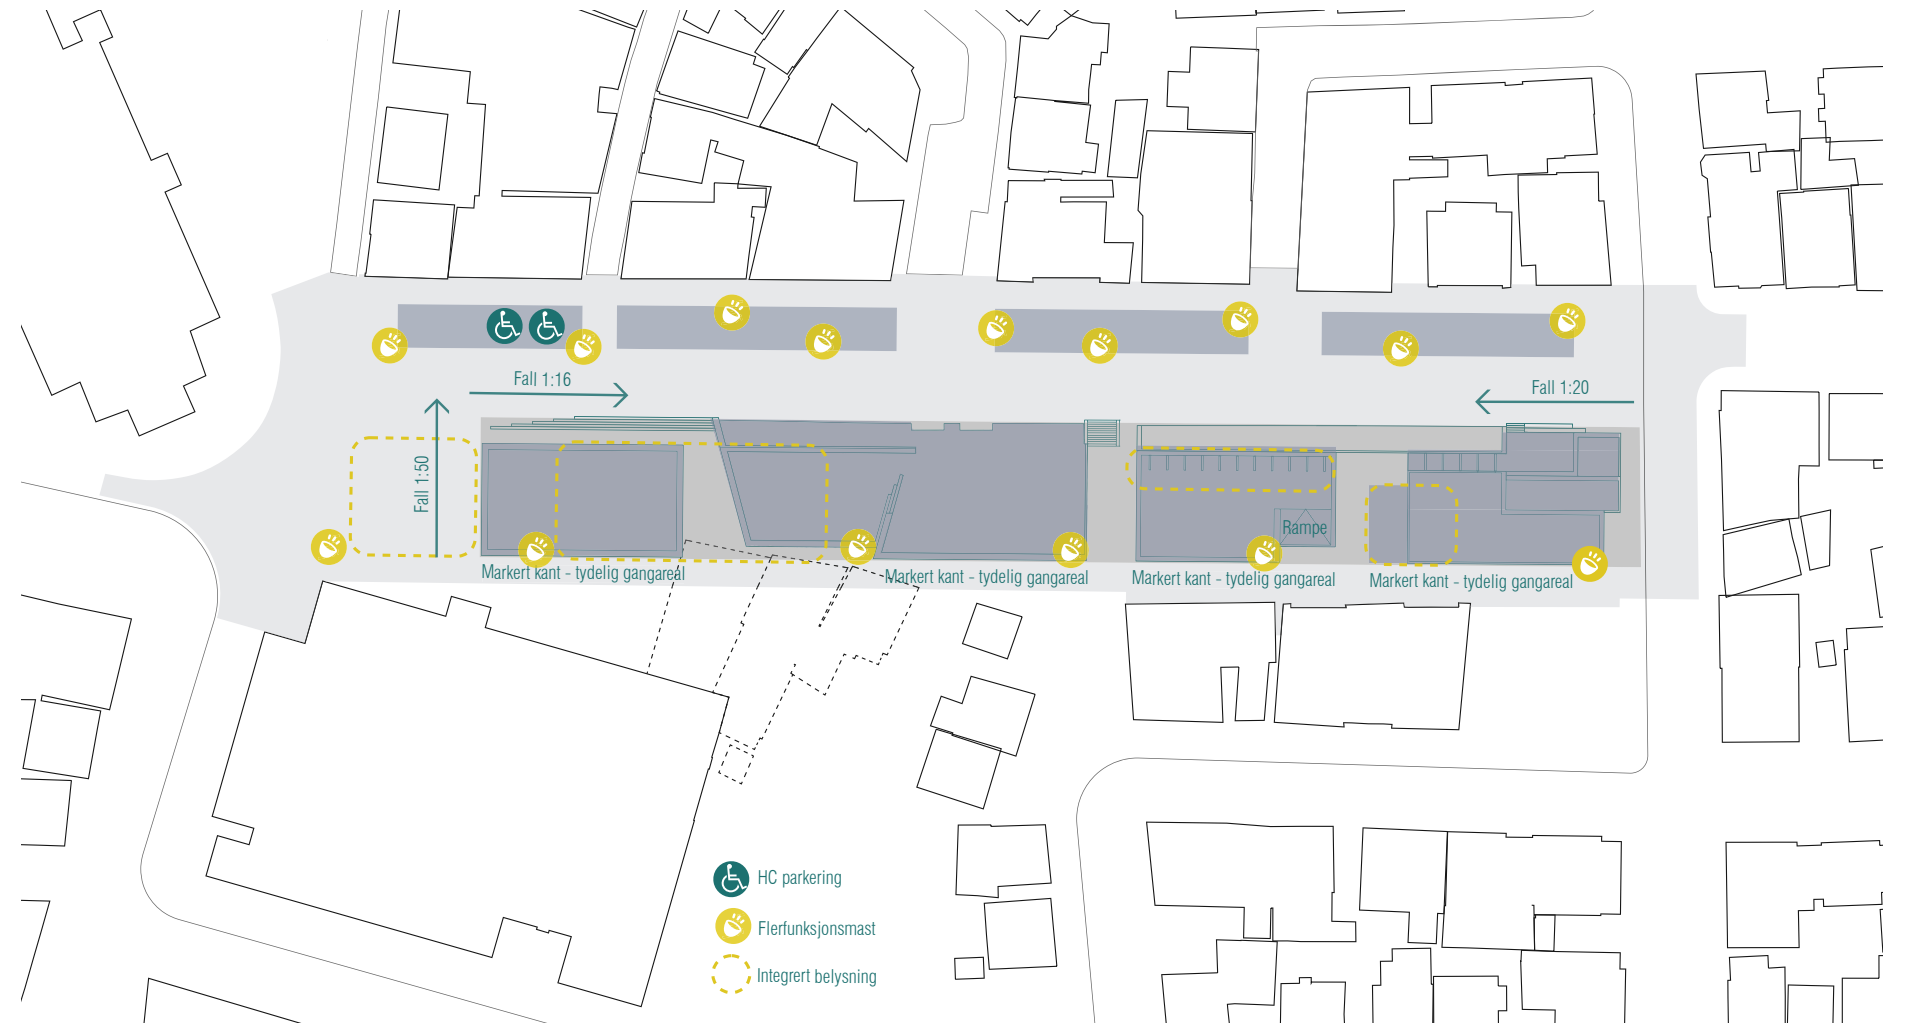 Fall 1:16
Fall 1:20
Fall 1:50
Rampe
Markert kant - tydelig gangareal
Markert kant - tydelig gangareal
Markert kant - tydelig gangareal
Markert kant - tydelig gangareal
HC parkering
Flerfunksjonsmast
Integrert belysning